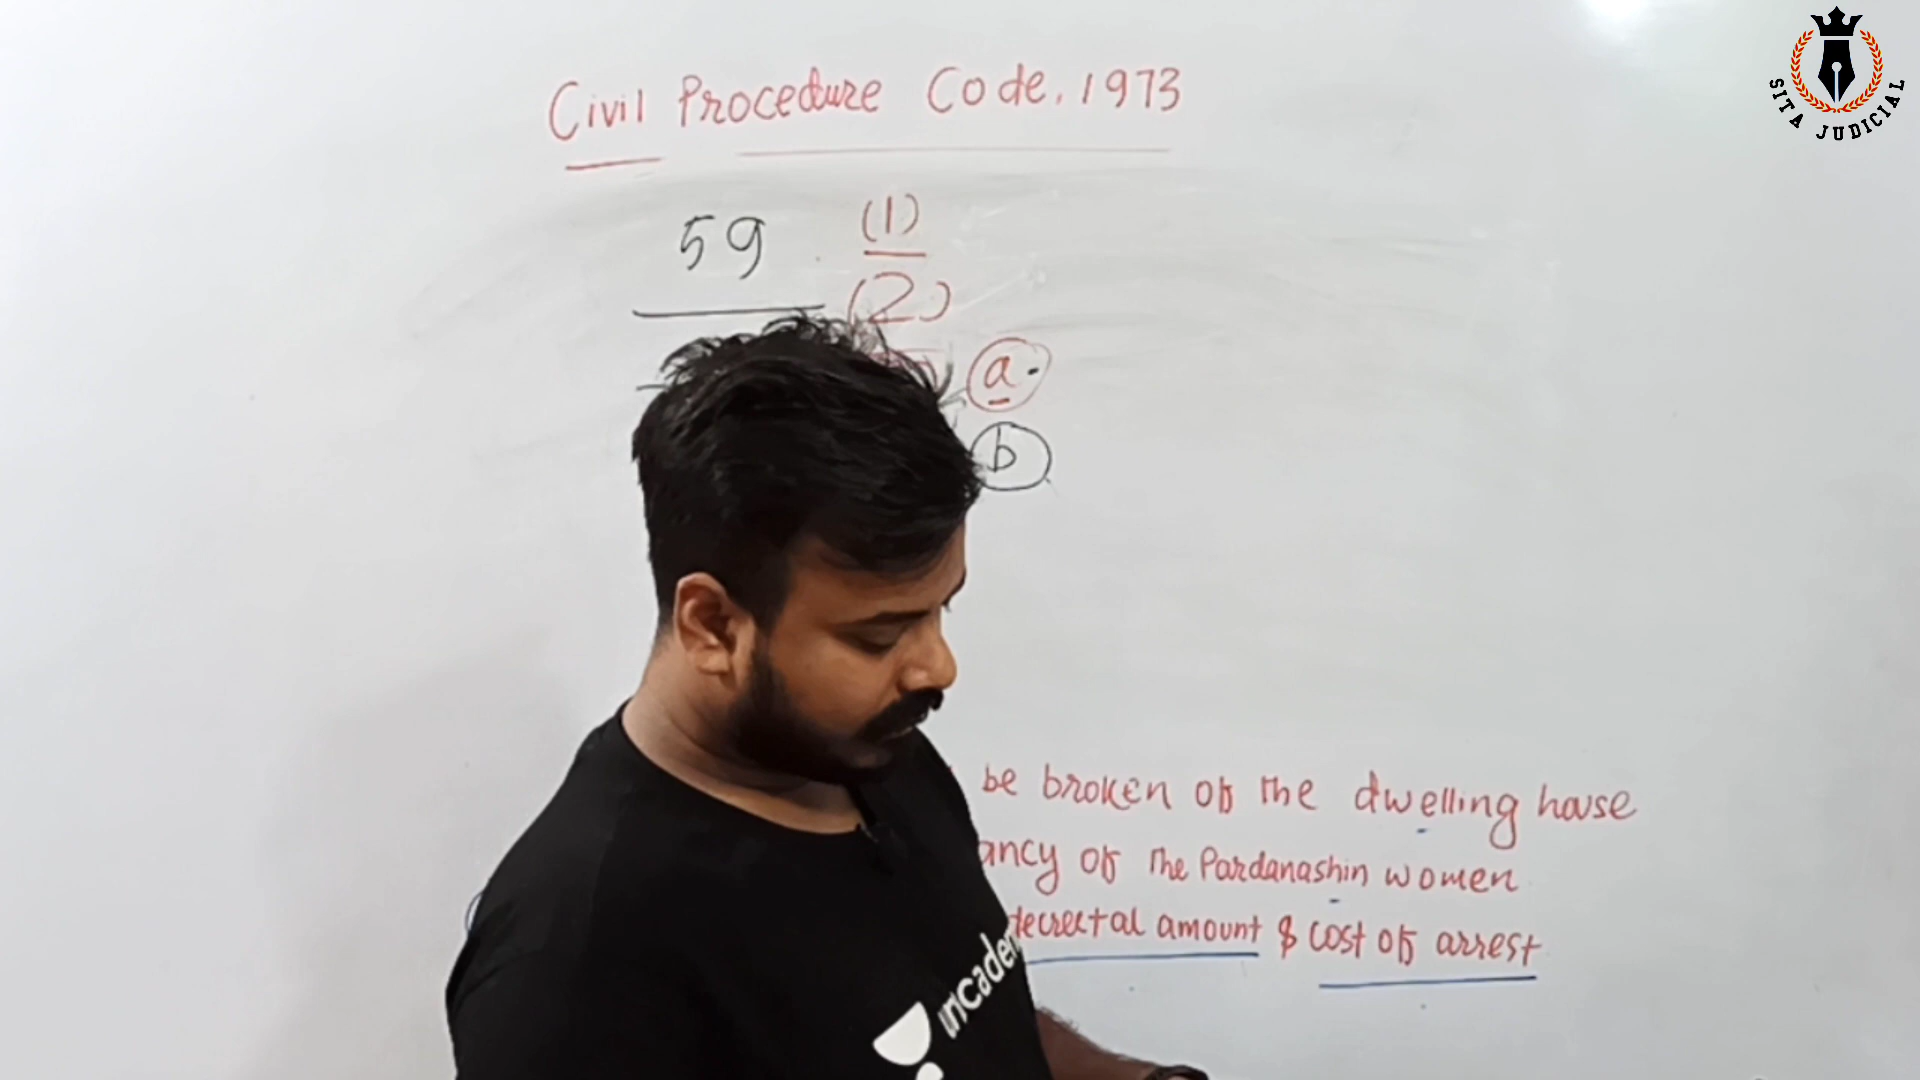 Civil Procedure Code, 1973
SITA JUDICIAL
59 (1)
(2)
a
b
be broken of the dwelling house
of the Pardanashin women
decreetal amount & cost of arrest